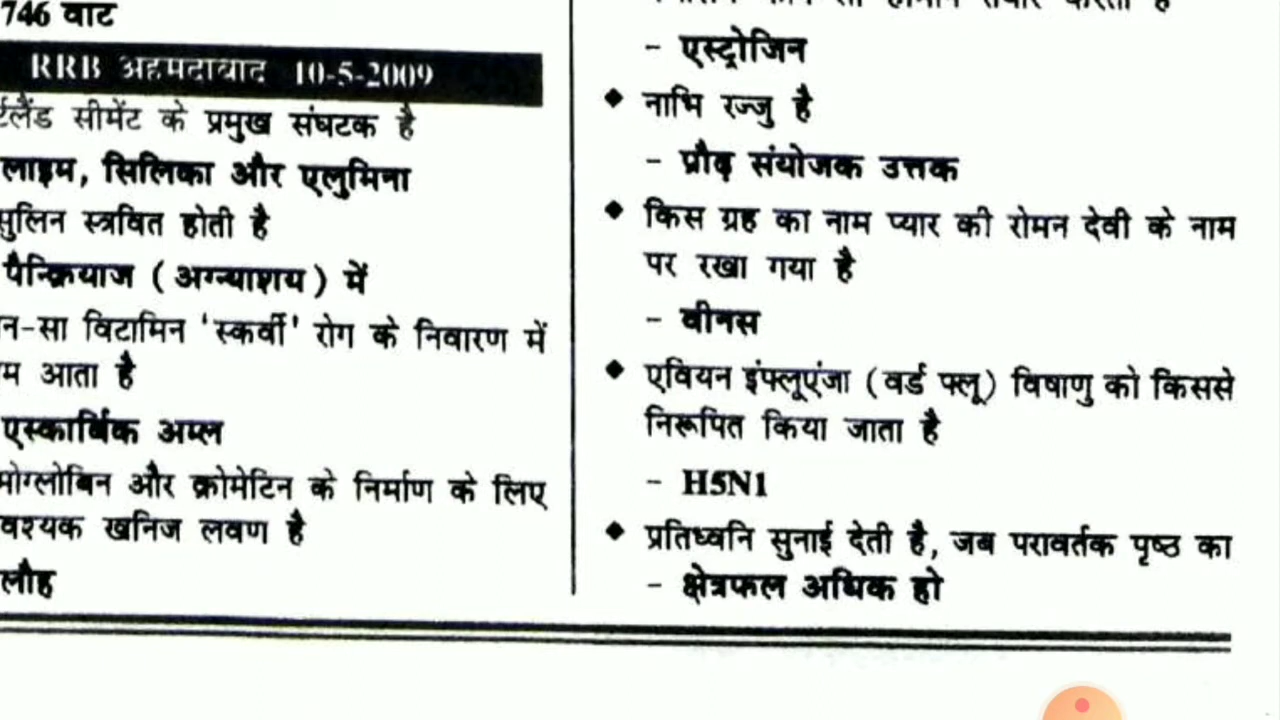 746 वाट
RRB अहमदाबाद 10-5-2009
र्टलैंड सीमेंट के प्रमुख संघटक है
लाइम, सिलिका और एलुमिना
सुलिन स्त्रवित होती है
पैन्क्रियाज (अग्न्याशय) में
न-सा विटामिन 'स्कर्वी' रोग के निवारण में
म आता है
एस्कार्बिक अम्ल
मोग्लोबिन और क्रोमेटिन के निर्माण के लिए
वश्यक खनिज लवण है
लौह
– एस्ट्रोजिन
◆ नाभि रज्जु है
– प्रौढ़ संयोजक उत्तक
◆ किस ग्रह का नाम प्यार की रोमन देवी के नाम
पर रखा गया है
– वीनस
◆ एवियन इंफ्लूएंजा (वर्ड फ्लू) विषाणु को किससे
निरूपित किया जाता है
– H5N1
◆ प्रतिध्वनि सुनाई देती है, जब परावर्तक पृष्ठ का
– क्षेत्रफल अधिक हो